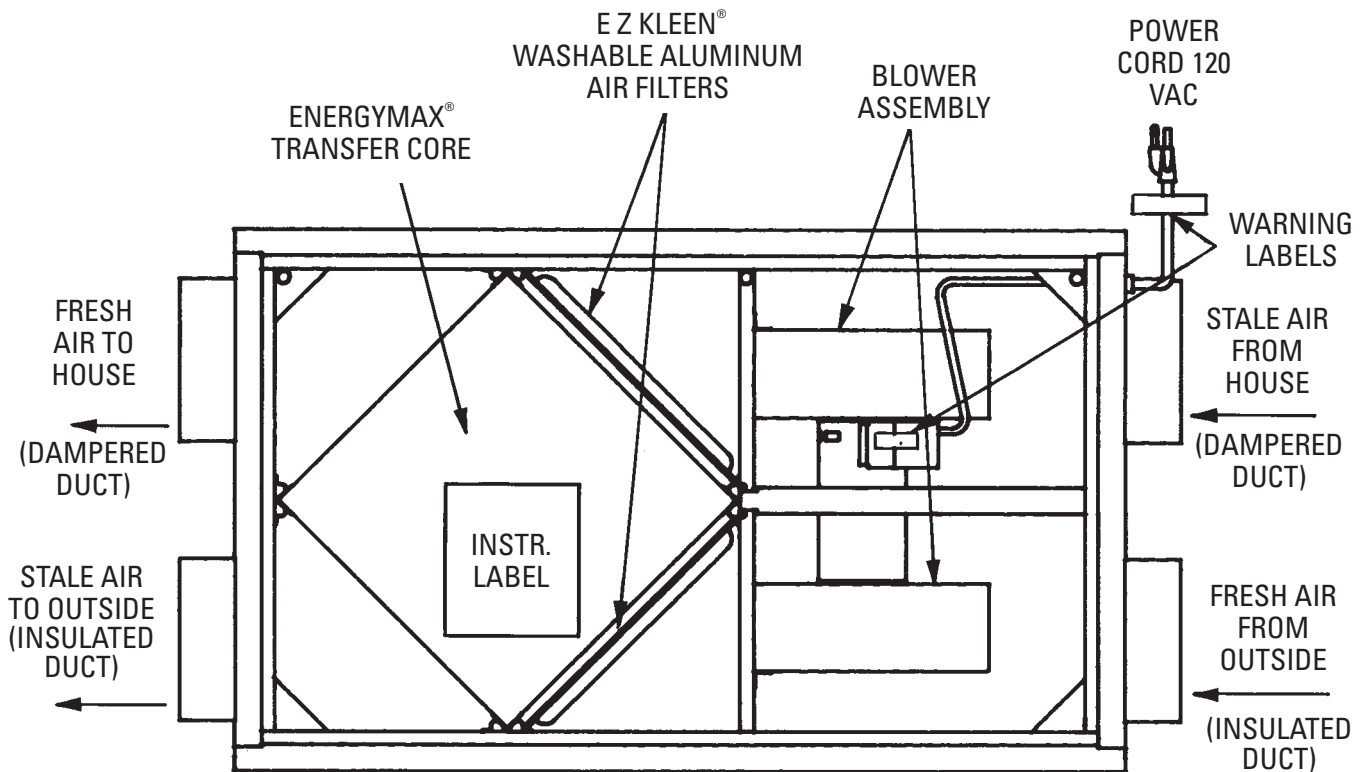 E Z KLEEN®
WASHABLE ALUMINUM
AIR FILTERS
POWER
CORD 120
VAC
BLOWER
ASSEMBLY
ENERGYMAX®
TRANSFER CORE
WARNING
LABELS
FRESH
AIR TO
HOUSE
(DAMPERED
DUCT)
STALE AIR
FROM
HOUSE
(DAMPERED
DUCT)
INSTR.
LABEL
STALE AIR
TO OUTSIDE
(INSULATED
DUCT)
FRESH AIR
FROM
OUTSIDE
(INSULATED
DUCT)